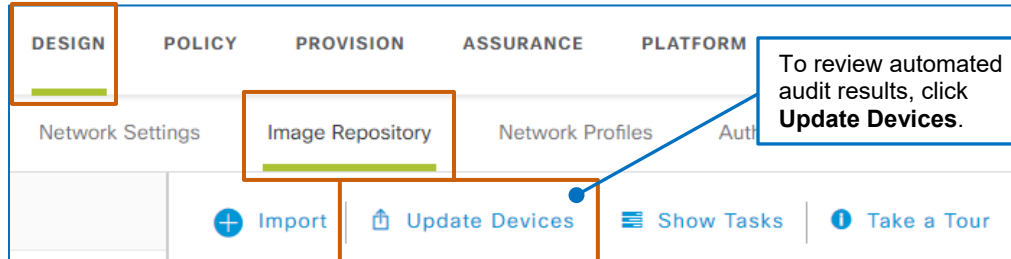 DESIGN POLICY PROVISION ASSURANCE PLATFORM
To review automated
audit results, click
Update Devices.
Network Settings Image Repository Network Profiles
Import Update Devices Show Tasks Take a Tour